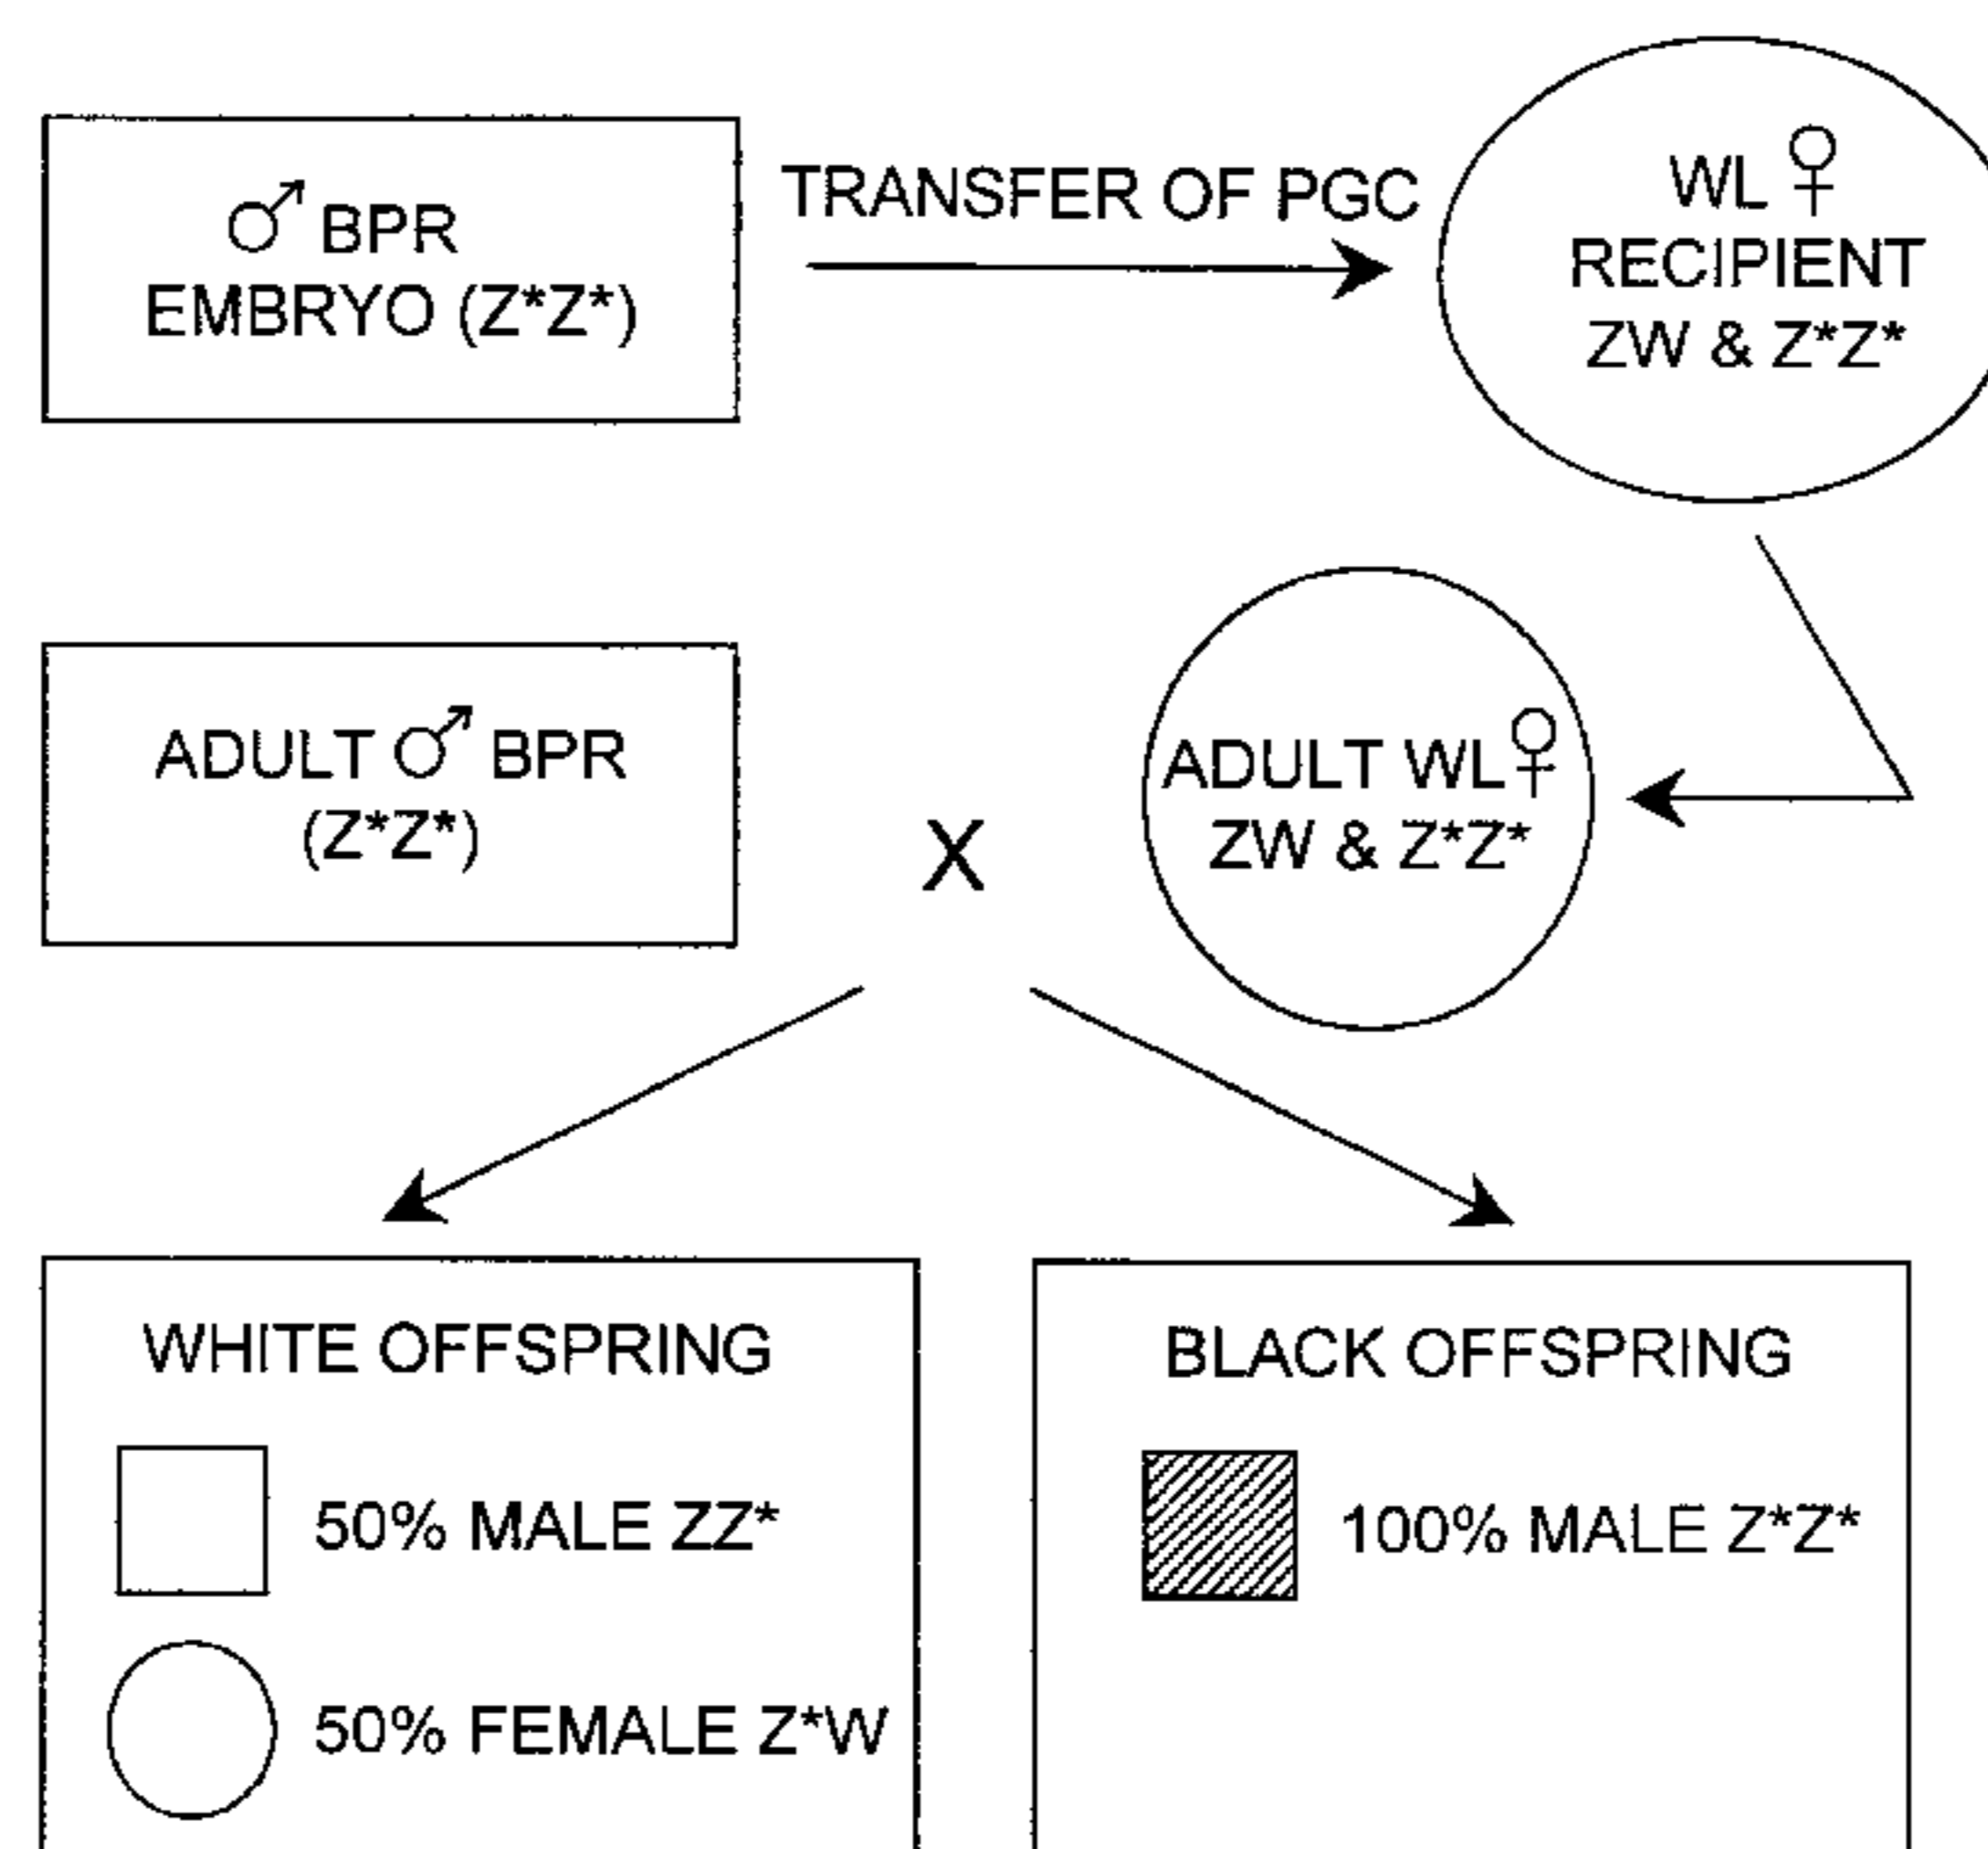 ♂ BPR
EMBRYO (Z*Z*)
TRANSFER OF PGC
WL ♀
RECIPIENT
ZW & Z*Z*
ADULT ♂ BPR
(Z*Z*)
X
ADULT WL ♀
ZW & Z*Z*
WHITE OFFSPRING
50% MALE ZZ*
50% FEMALE Z*W
BLACK OFFSPRING
100% MALE Z*Z*